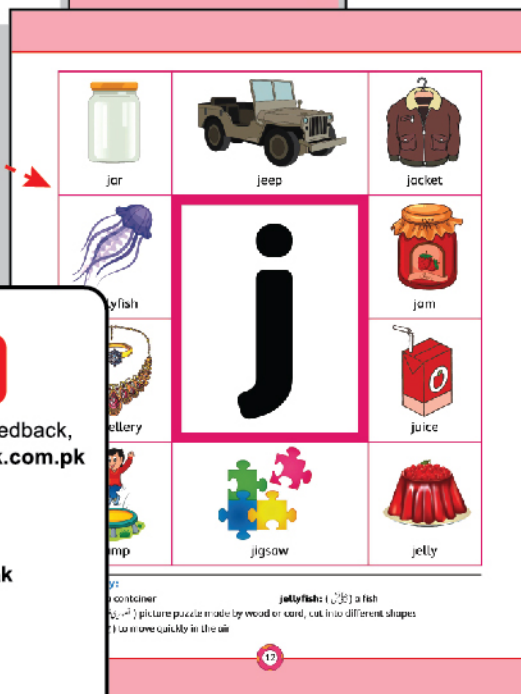 jar jeep jacket
j
lyfish jam
ellery juice
mp jigsaw jelly
edback,
.com.pk
k
y:
container jellyfish: ( ) a fish
) picture puzzle made by wood or card, cut into different shapes
) to move quickly in the air
12